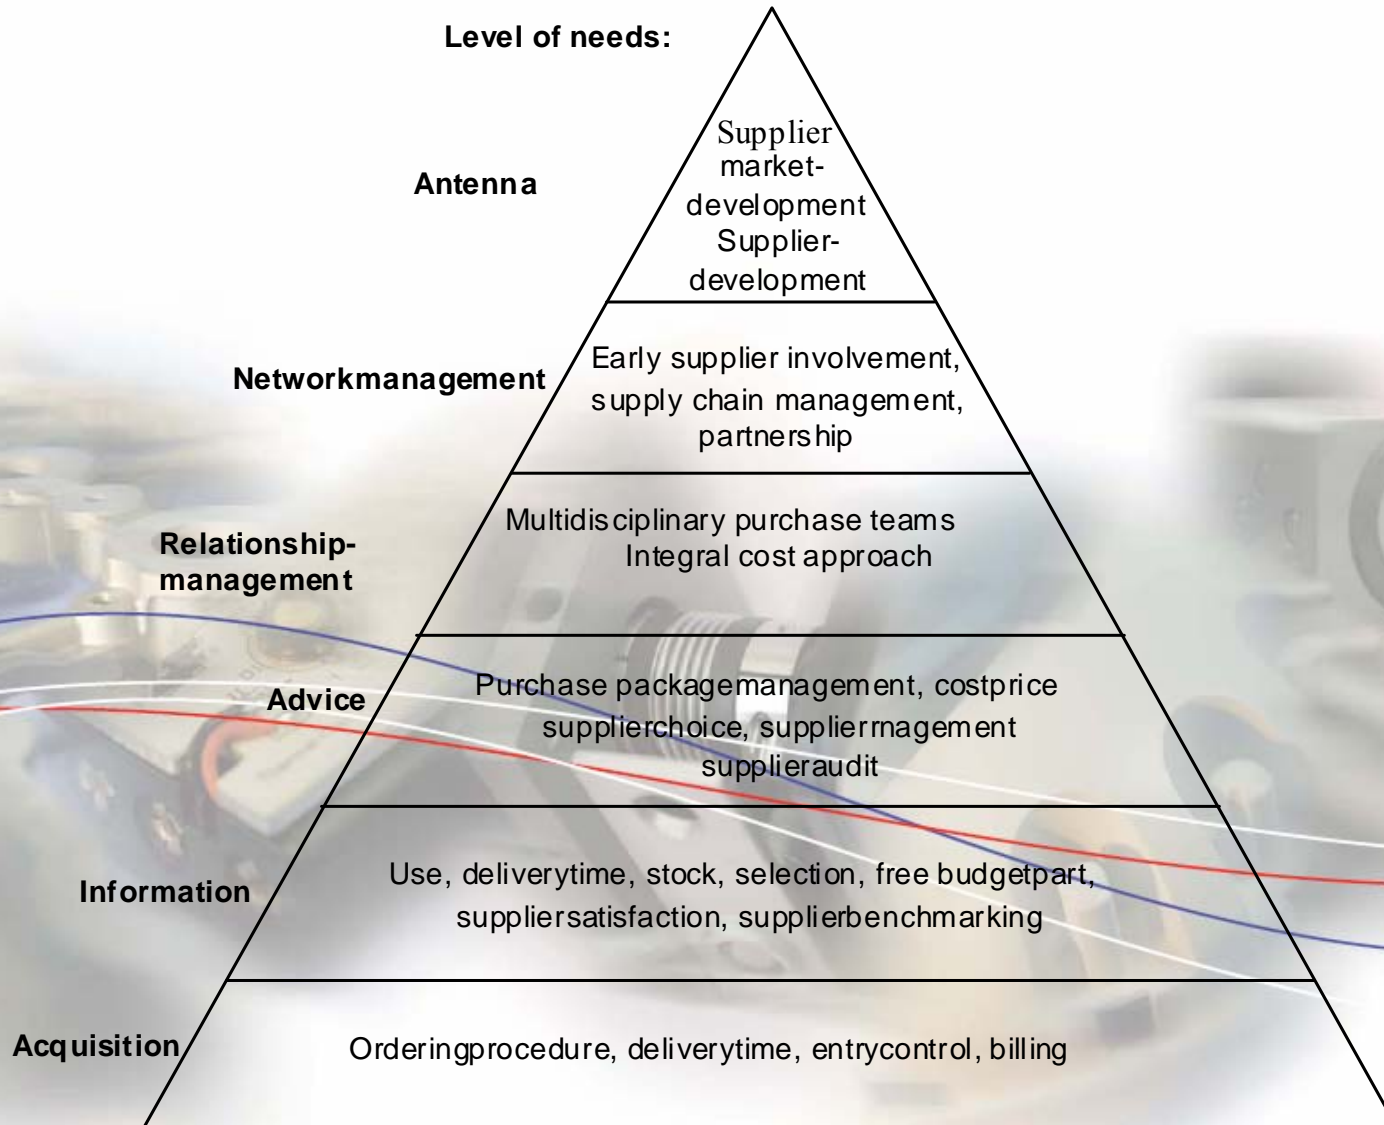 Level of needs:
Supplier
market-
development
Supplier-
development
Antenna
Early supplier involvement,
supply chain management,
partnership
Networkmanagement
Multidisciplinary purchase teams
Integral cost approach
Relationship-
management
Purchase packagemanagement, costprice
supplierchoice, supplierrnagement
supplieraudit
Advice
Use, deliverytime, stock, selection, free budgetpart,
suppliersatisfaction, supplierbenchmarking
Information
Acquisition
Orderingprocedure, deliverytime, entrycontrol, billing